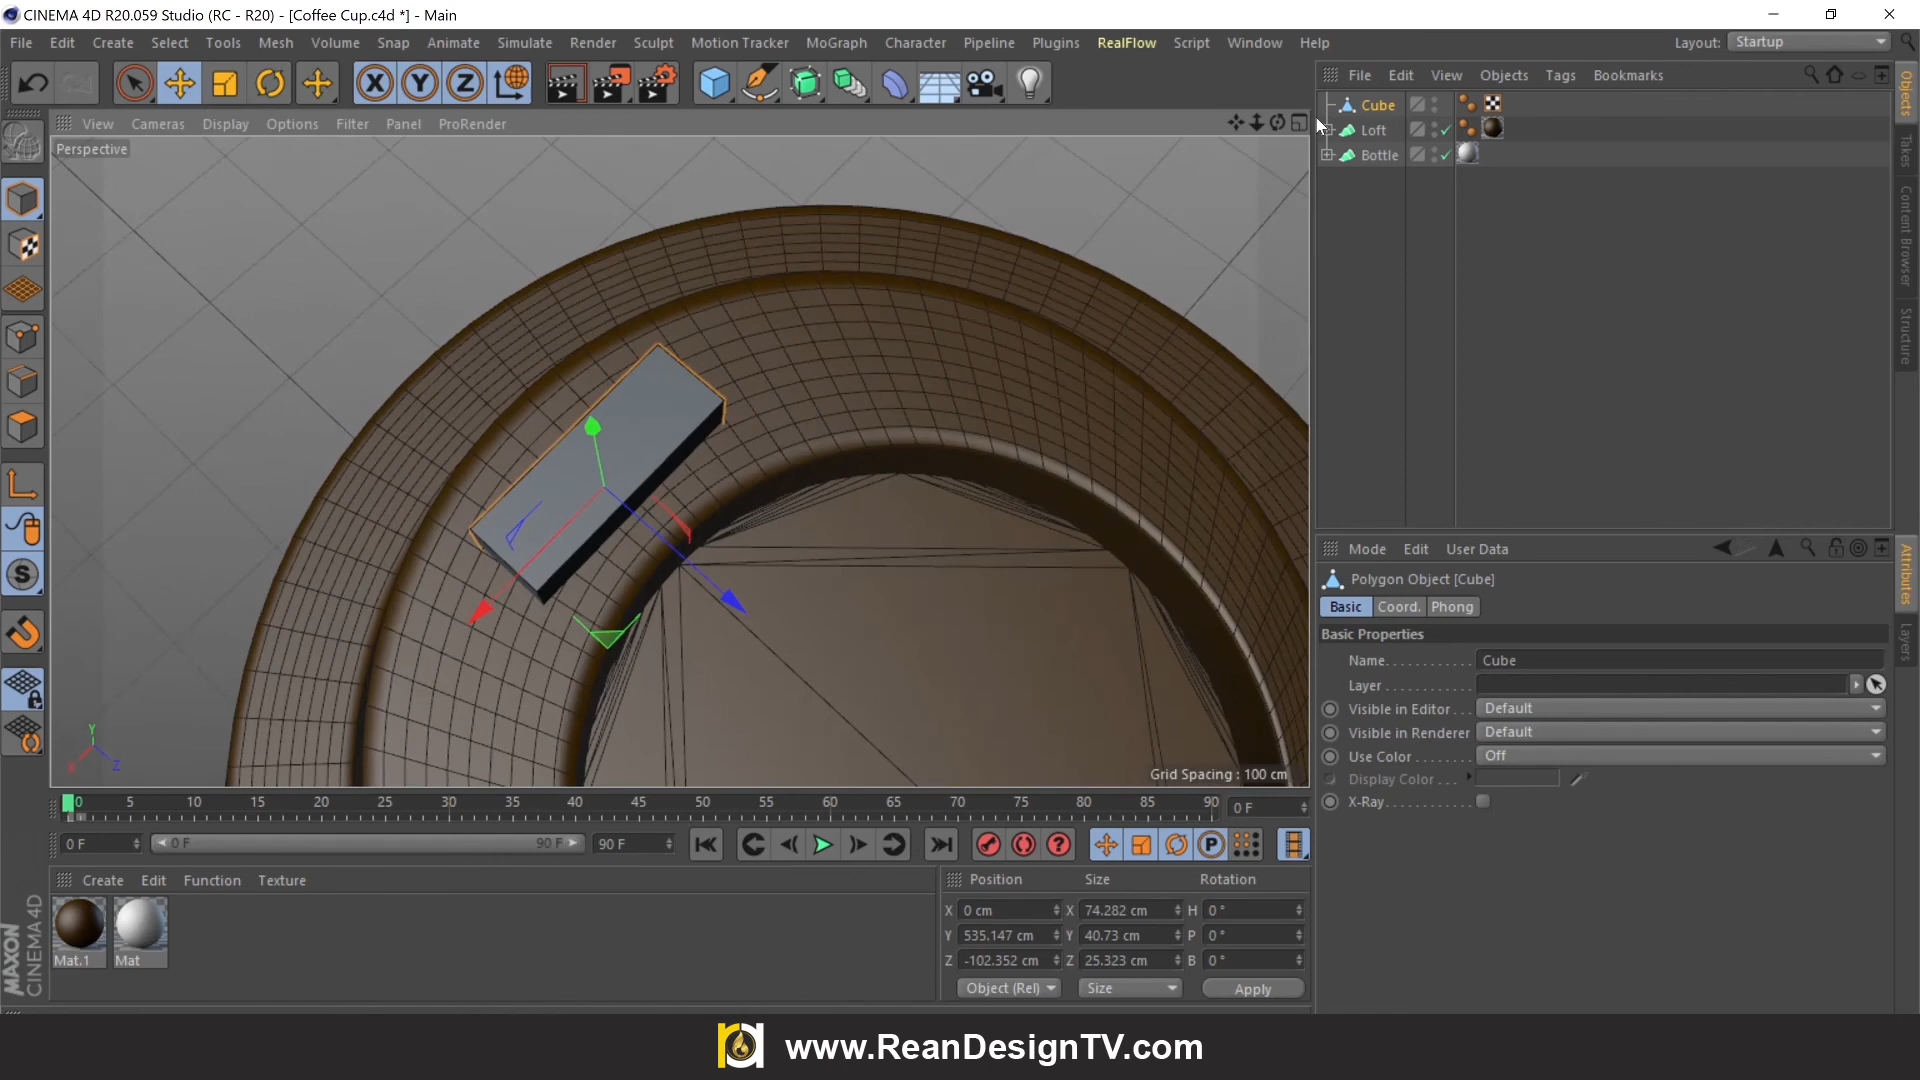 CINEMA 4D R20.059 Studio (RC - R20) - [Coffee Cup.c4d *] - Main
File Edit Create Select Tools Mesh Volume Snap Animate Simulate Render Sculpt Motion Tracker MoGraph Character Pipeline Plugins RealFlow Script Window Help Layout: Startup
File Edit View Objects Tags Bookmarks
Cube
Loft
Bottle
View Cameras Display Options Filter Panel ProRender
Perspective
Grid Spacing : 100 cm
Objects
Takes
Content Browser
Structure
Mode Edit User Data
Polygon Object [Cube]
Basic Coord. Phong
Basic Properties
Name. . . . . . . . . . . Cube
Layer . . . . . . . . . . .
Visible in Editor . . . Default
Visible in Renderer Default
Use Color . . . . . . . Off
Display Color . . .
X-Ray. . . . . . . . . . .
Attributes
Layers
0 5 10 15 20 25 30 35 40 45 50 55 60 65 70 75 80 85 90 0 F
0 F 0 F 90 F 90 F
Create Edit Function Texture
Mat.1 Mat
Position Size Rotation
X 0 cm X 74.282 cm H 0 °
Y 535.147 cm Y 40.73 cm P 0 °
Z -102.352 cm Z 25.323 cm B 0 °
Object (Rel) Size Apply
MAXON
CINEMA 4D
www.ReanDesignTV.com